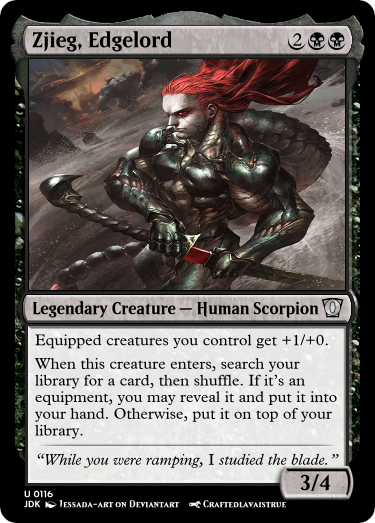 Zjieg, Edgelord 2
Legendary Creature — Human Scorpion
Equipped creatures you control get +1/+0.
When this creature enters, search your
library for a card, then shuffle. If it's an
equipment, you may reveal it and put it into
your hand. Otherwise, put it on top of your
library.
“While you were ramping, I studied the blade.”
3/4
U 0116
JDK Jessada-art on Deviantart Craftedlavaistrue